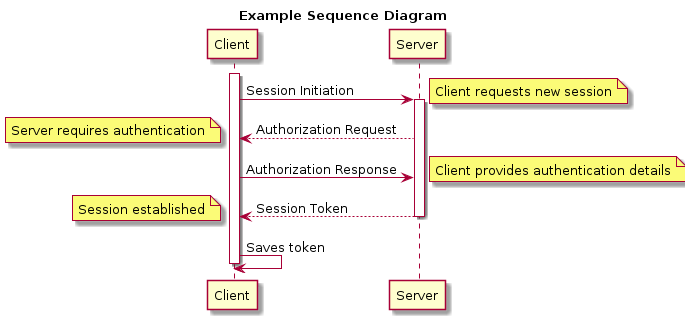 Example Sequence Diagram
Client
Server
Session Initiation
Client requests new session
Authorization Request
Server requires authentication
Authorization Response
Client provides authentication details
Session Token
Session established
Saves token
Client
Server